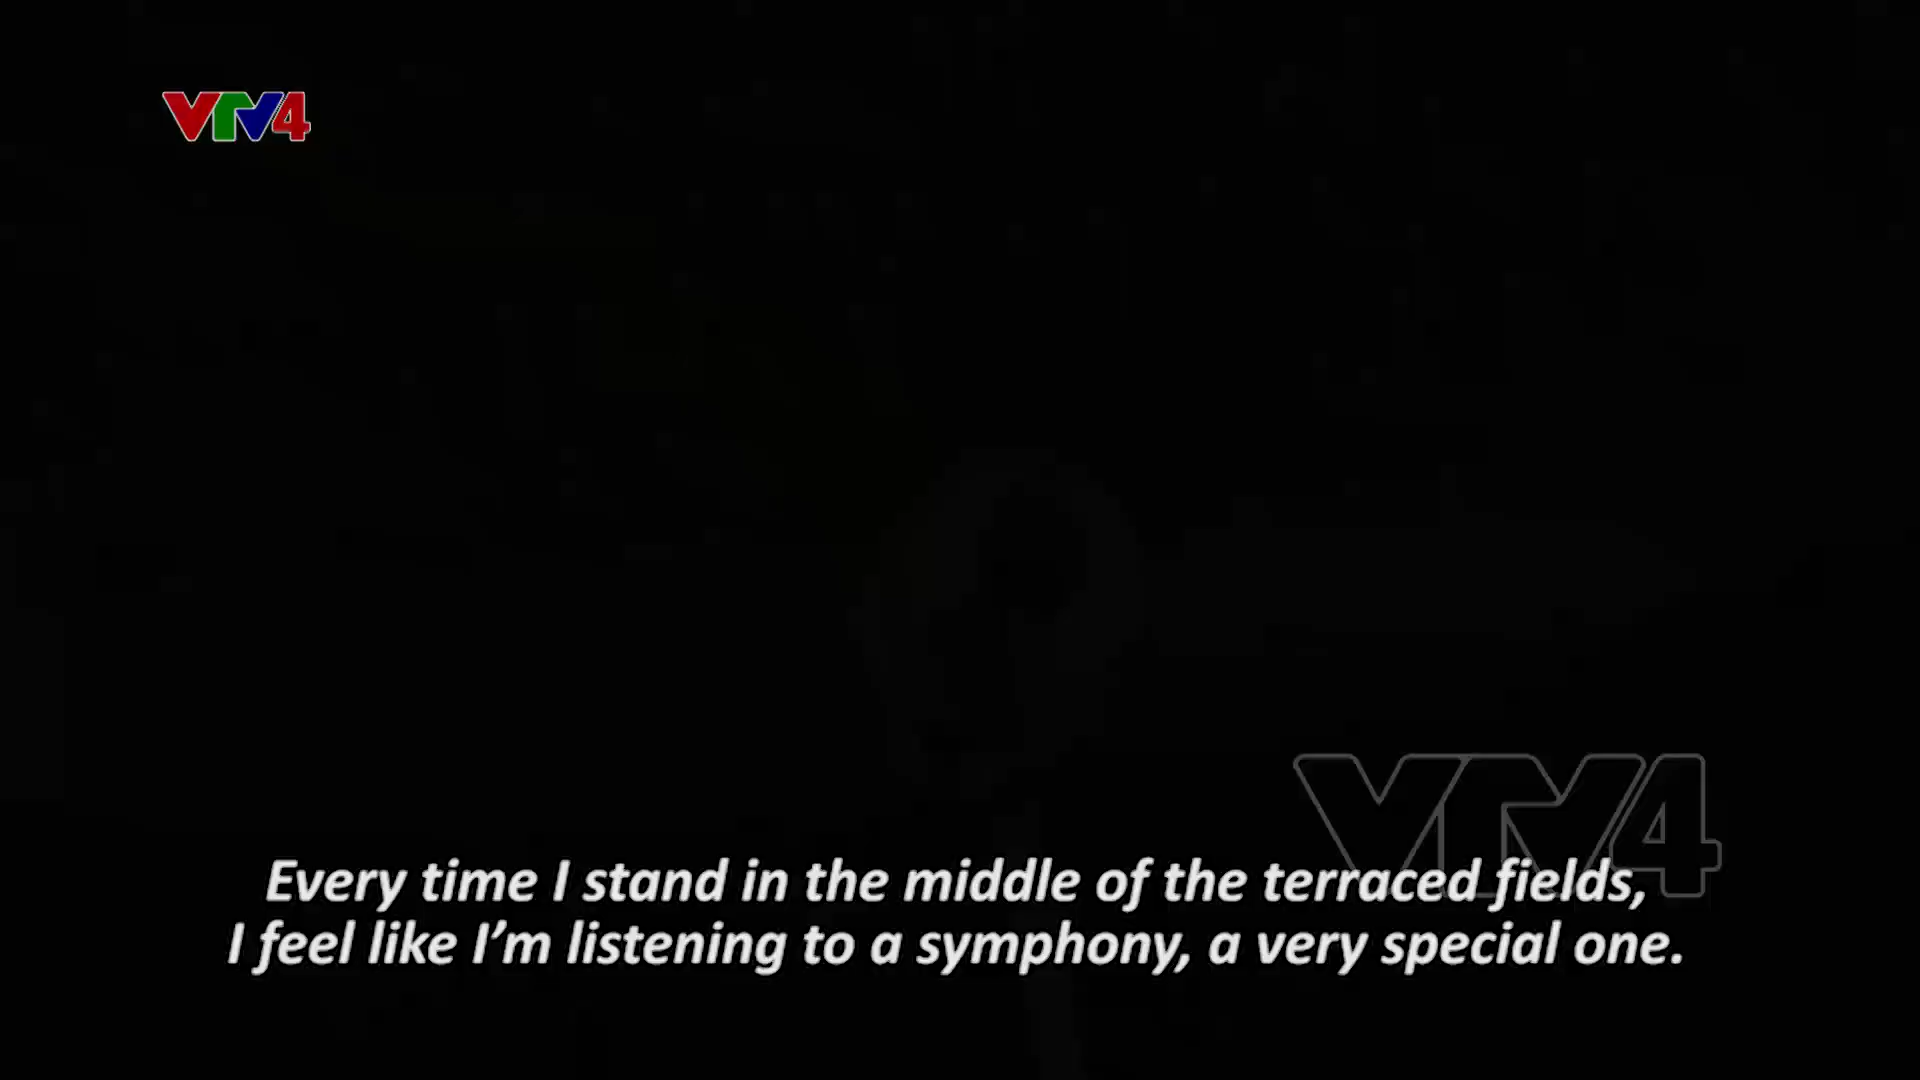 VTV4
VTV4
Every time I stand in the middle of the terraced fields,
I feel like I’m listening to a symphony, a very special one.